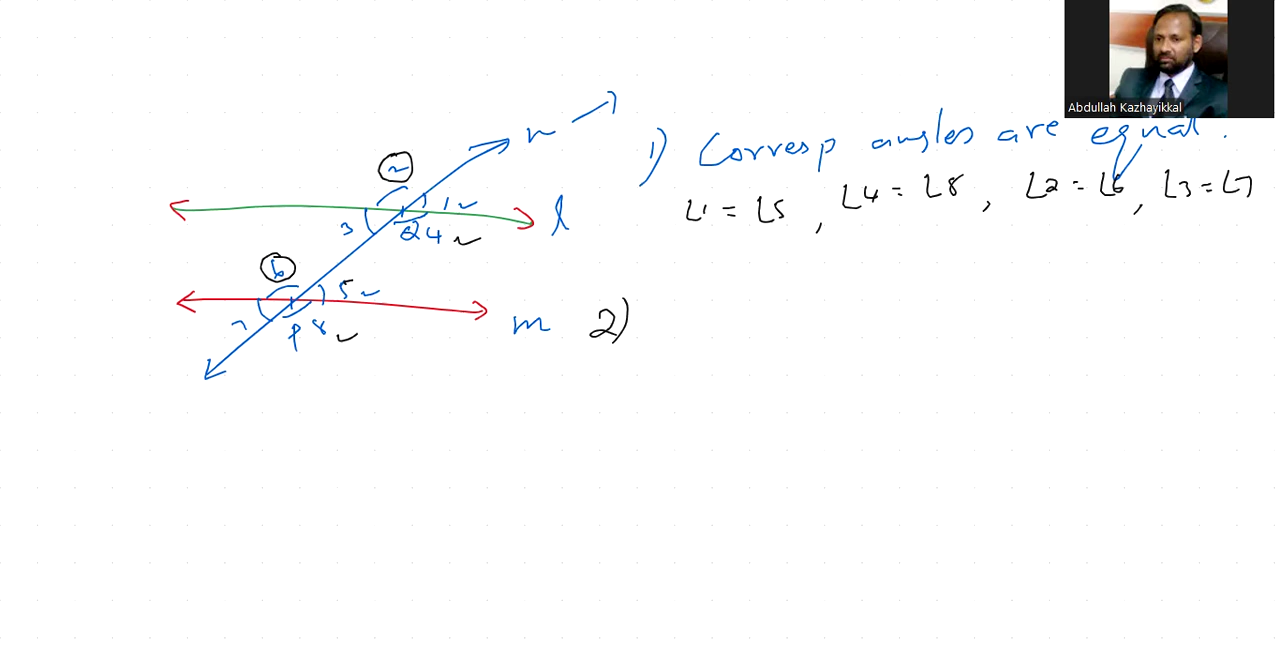 Abdullah Kazhayikkal
n
1) Corresp angles are equal.
2
1
l
3
Q 4
∠1 = ∠5 , ∠4 = ∠8 , ∠2 = ∠6 , ∠3 = ∠7
6
5
7
P 8
m
2)